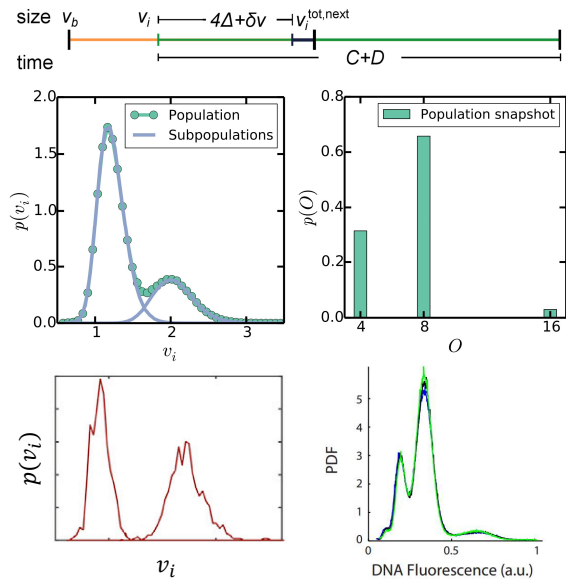 size v_b v_i 4Δ+δv v_i^tot,next
time C+D
2.0
1.5
1.0
0.5
0.0
p(v_i)
Population
Subpopulations
1 2 3
v_i
0.8
0.6
0.4
0.2
0.0
p(O)
Population snapshot
4 8 16
O
p(v_i)
v_i
5
4
3
2
1
0
PDF
0 0.5 1
DNA Fluorescence (a.u.)